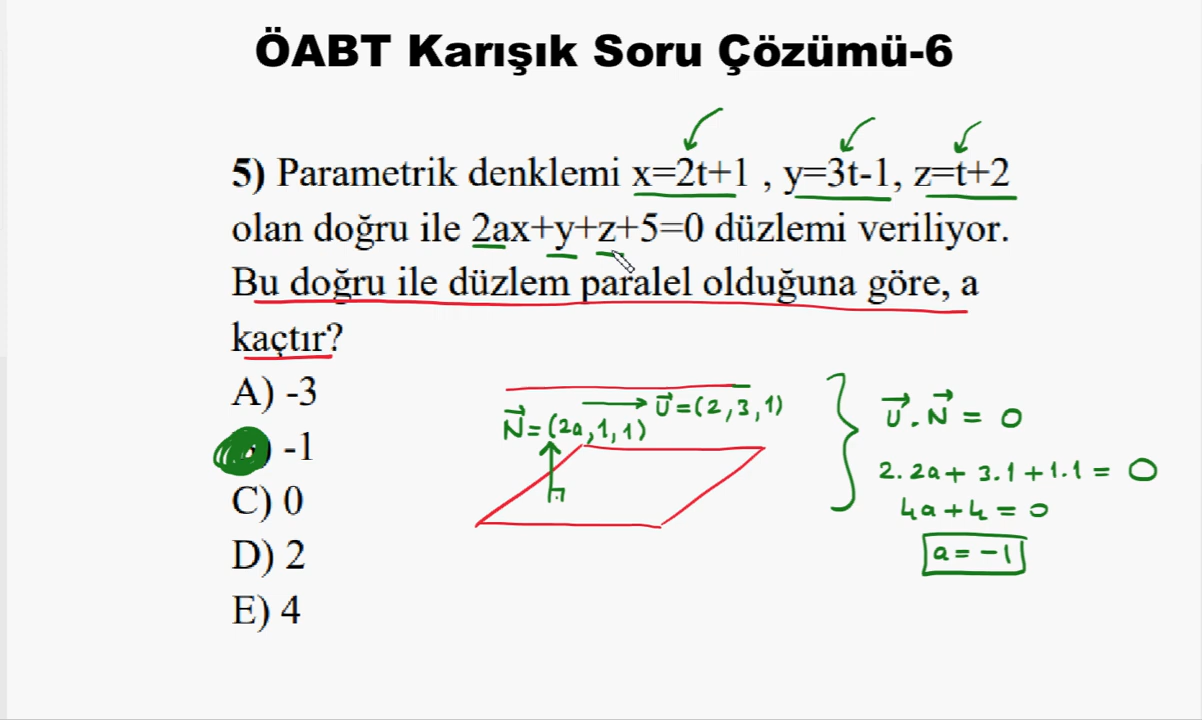 ÖABT Karışık Soru Çözümü-6
5) Parametrik denklemi x=2t+1 , y=3t-1, z=t+2
olan doğru ile 2ax+y+z+5=0 düzlemi veriliyor.
Bu doğru ile düzlem paralel olduğuna göre, a
kaçtır?
A) -3
) -1
C) 0
D) 2
E) 4
U⃗=(2,3,1)
N⃗=(2a,1,1)
U⃗.N⃗=0
2.2a+3.1+1.1=0
4a+4=0
a=-1